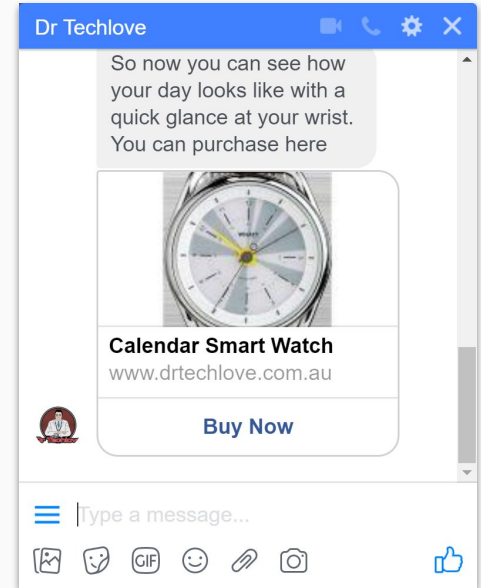 Dr Techlove
So now you can see how
your day looks like with a
quick glance at your wrist.
You can purchase here
Calendar Smart Watch
www.drtechlove.com.au
Buy Now
Type a message...
GIF